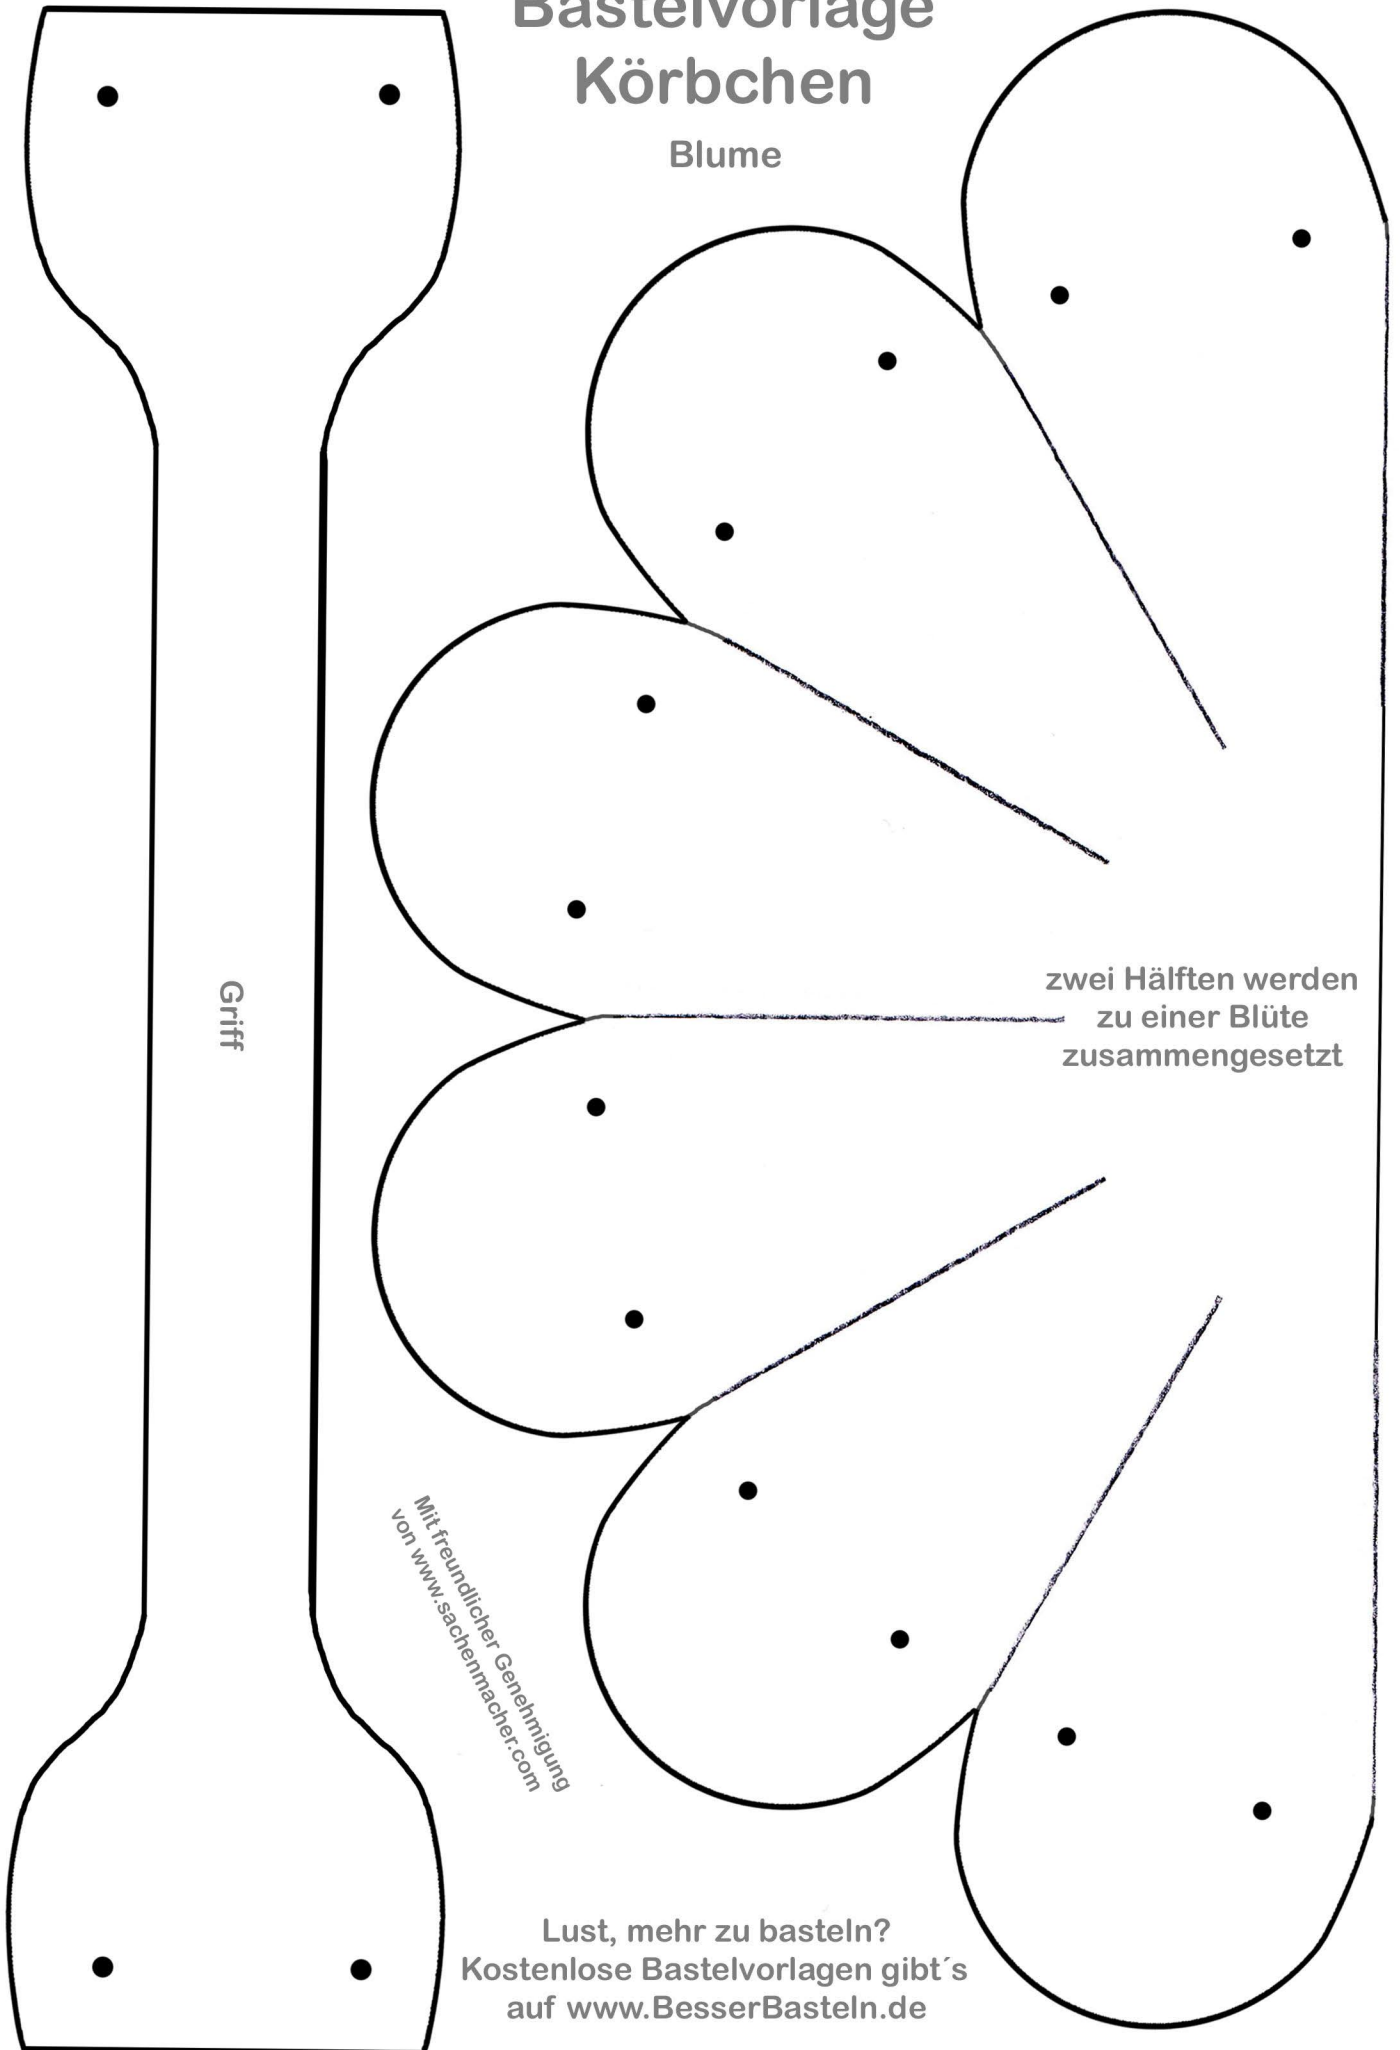 Bastelvorlage
Körbchen
Blume
zwei Hälften werden
zu einer Blüte
zusammengesetzt
Griff
Mit freundlicher Genehmigung
von www.sachenmacher.com
Lust, mehr zu basteln?
Kostenlose Bastelvorlagen gibt´s
auf www.BesserBasteln.de